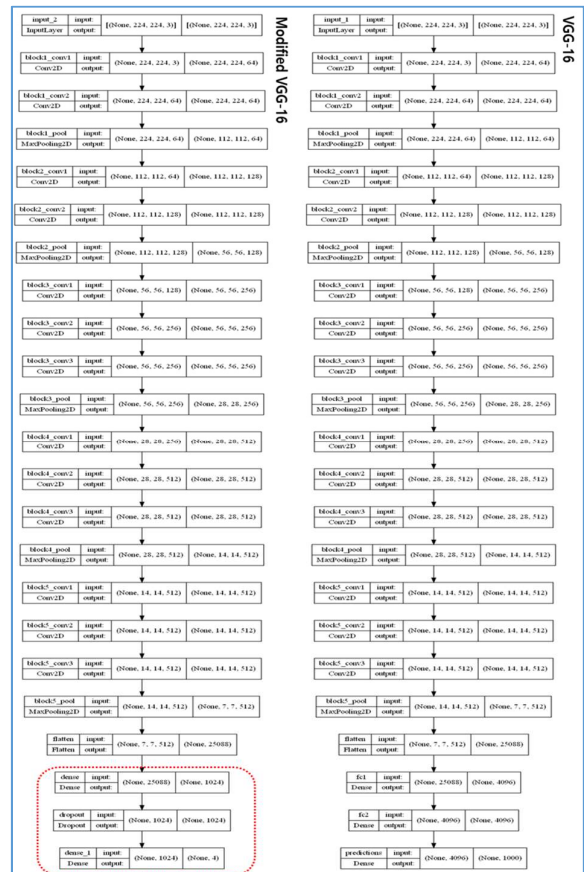 Modified VGG-16
input_2 input: [(None, 224, 224, 3)] [(None, 224, 224, 3)]
InputLayer output:
block1_conv1 input: (None, 224, 224, 3) (None, 224, 224, 64)
Conv2D output:
block1_conv2 input: (None, 224, 224, 64) (None, 224, 224, 64)
Conv2D output:
block1_pool input: (None, 224, 224, 64) (None, 112, 112, 64)
MaxPooling2D output:
block2_conv1 input: (None, 112, 112, 64) (None, 112, 112, 128)
Conv2D output:
block2_conv2 input: (None, 112, 112, 128) (None, 112, 112, 128)
Conv2D output:
block2_pool input: (None, 112, 112, 128) (None, 56, 56, 128)
MaxPooling2D output:
block3_conv1 input: (None, 56, 56, 128) (None, 56, 56, 256)
Conv2D output:
block3_conv2 input: (None, 56, 56, 256) (None, 56, 56, 256)
Conv2D output:
block3_conv3 input: (None, 56, 56, 256) (None, 56, 56, 256)
Conv2D output:
block3_pool input: (None, 56, 56, 256) (None, 28, 28, 256)
MaxPooling2D output:
block4_conv1 input: (None, 28, 28, 256) (None, 28, 28, 512)
Conv2D output:
block4_conv2 input: (None, 28, 28, 512) (None, 28, 28, 512)
Conv2D output:
block4_conv3 input: (None, 28, 28, 512) (None, 28, 28, 512)
Conv2D output:
block4_pool input: (None, 28, 28, 512) (None, 14, 14, 512)
MaxPooling2D output:
block5_conv1 input: (None, 14, 14, 512) (None, 14, 14, 512)
Conv2D output:
block5_conv2 input: (None, 14, 14, 512) (None, 14, 14, 512)
Conv2D output:
block5_conv3 input: (None, 14, 14, 512) (None, 14, 14, 512)
Conv2D output:
block5_pool input: (None, 14, 14, 512) (None, 7, 7, 512)
MaxPooling2D output:
flatten input: (None, 7, 7, 512) (None, 25088)
Flatten output:
dense input: (None, 25088) (None, 1024)
Dense output:
dropout input: (None, 1024) (None, 1024)
Dropout output:
dense_1 input: (None, 1024) (None, 4)
Dense output:
VGG-16
input_1 input: [(None, 224, 224, 3)] [(None, 224, 224, 3)]
InputLayer output:
block1_conv1 input: (None, 224, 224, 3) (None, 224, 224, 64)
Conv2D output:
block1_conv2 input: (None, 224, 224, 64) (None, 224, 224, 64)
Conv2D output:
block1_pool input: (None, 224, 224, 64) (None, 112, 112, 64)
MaxPooling2D output:
block2_conv1 input: (None, 112, 112, 64) (None, 112, 112, 128)
Conv2D output:
block2_conv2 input: (None, 112, 112, 128) (None, 112, 112, 128)
Conv2D output:
block2_pool input: (None, 112, 112, 128) (None, 56, 56, 128)
MaxPooling2D output:
block3_conv1 input: (None, 56, 56, 128) (None, 56, 56, 256)
Conv2D output:
block3_conv2 input: (None, 56, 56, 256) (None, 56, 56, 256)
Conv2D output:
block3_conv3 input: (None, 56, 56, 256) (None, 56, 56, 256)
Conv2D output:
block3_pool input: (None, 56, 56, 256) (None, 28, 28, 256)
MaxPooling2D output:
block4_conv1 input: (None, 28, 28, 256) (None, 28, 28, 512)
Conv2D output:
block4_conv2 input: (None, 28, 28, 512) (None, 28, 28, 512)
Conv2D output:
block4_conv3 input: (None, 28, 28, 512) (None, 28, 28, 512)
Conv2D output:
block4_pool input: (None, 28, 28, 512) (None, 14, 14, 512)
MaxPooling2D output:
block5_conv1 input: (None, 14, 14, 512) (None, 14, 14, 512)
Conv2D output:
block5_conv2 input: (None, 14, 14, 512) (None, 14, 14, 512)
Conv2D output:
block5_conv3 input: (None, 14, 14, 512) (None, 14, 14, 512)
Conv2D output:
block5_pool input: (None, 14, 14, 512) (None, 7, 7, 512)
MaxPooling2D output:
flatten input: (None, 7, 7, 512) (None, 25088)
Flatten output:
fc1 input: (None, 25088) (None, 4096)
Dense output:
fc2 input: (None, 4096) (None, 4096)
Dense output:
predictions input: (None, 4096) (None, 1000)
Dense output: